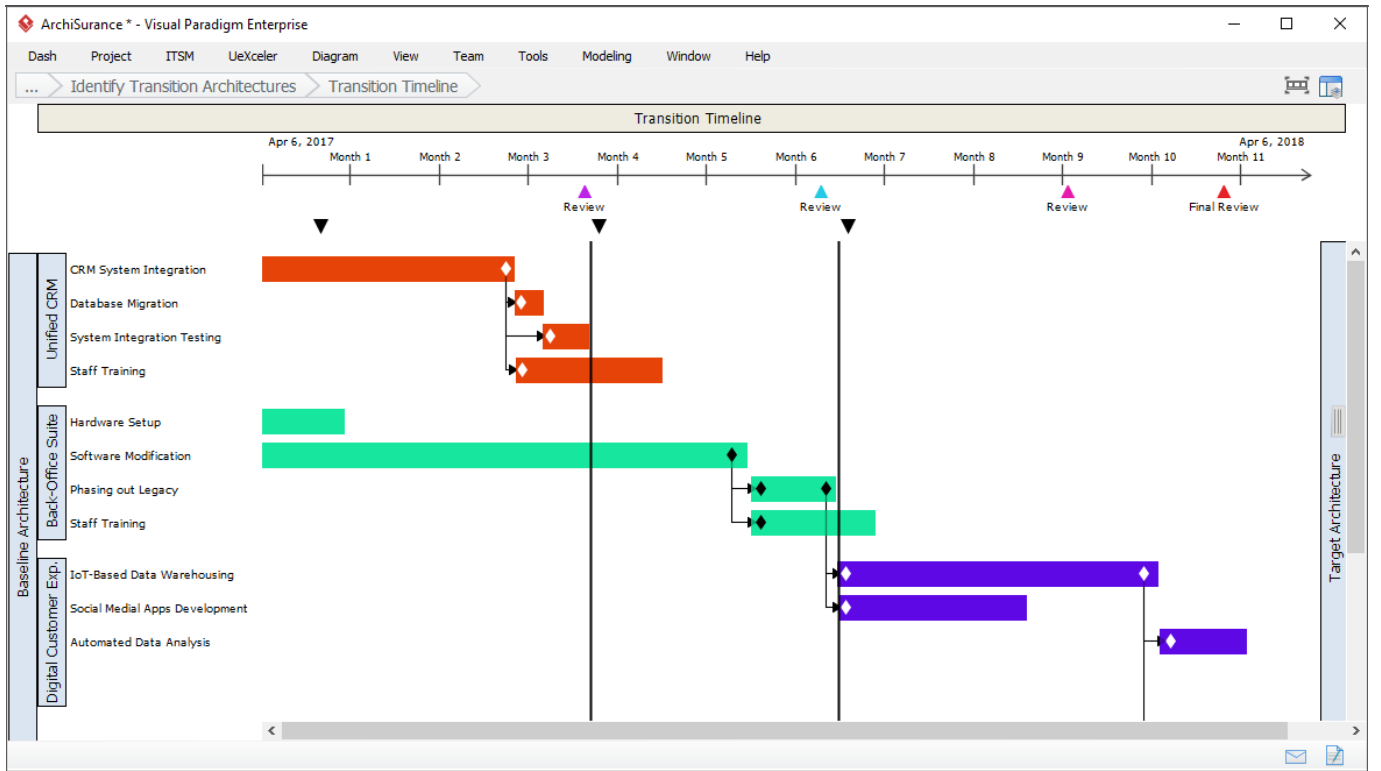 ArchiSurance * - Visual Paradigm Enterprise
Dash Project ITSM UeXceler Diagram View Team Tools Modeling Window Help
... Identify Transition Architectures Transition Timeline
Transition Timeline
Apr 6, 2017 Apr 6, 2018
Month 1 Month 2 Month 3 Month 4 Month 5 Month 6 Month 7 Month 8 Month 9 Month 10 Month 11
Review Review Review Final Review
Baseline Architecture
Unified CRM
CRM System Integration
Database Migration
System Integration Testing
Staff Training
Back-Office Suite
Hardware Setup
Software Modification
Phasing out Legacy
Staff Training
Digital Customer Exp.
IoT-Based Data Warehousing
Social Medial Apps Development
Automated Data Analysis
Target Architecture